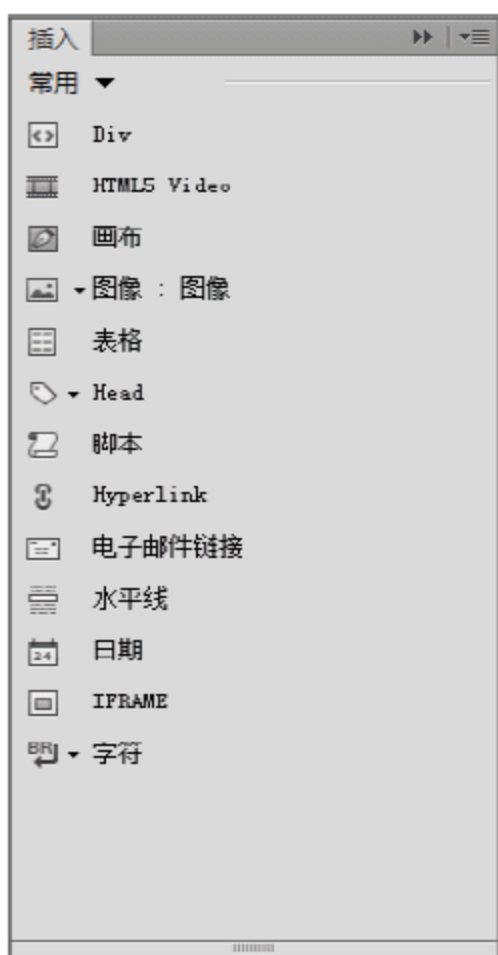 插入
常用
Div
HTML5 Video
画布
图像 : 图像
表格
Head
脚本
Hyperlink
电子邮件链接
水平线
24 日期
IFRAME
BR 字符